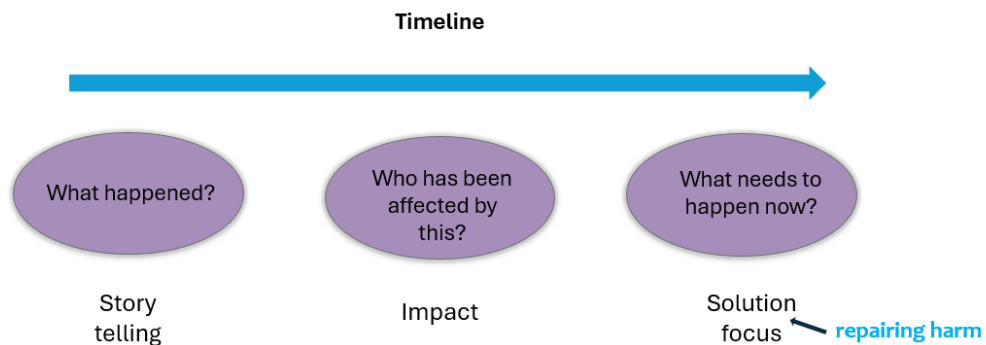 Timeline
What happened?
Who has been
affected by
this?
What needs to
happen now?
Story
telling
Impact
Solution
focus
repairing harm